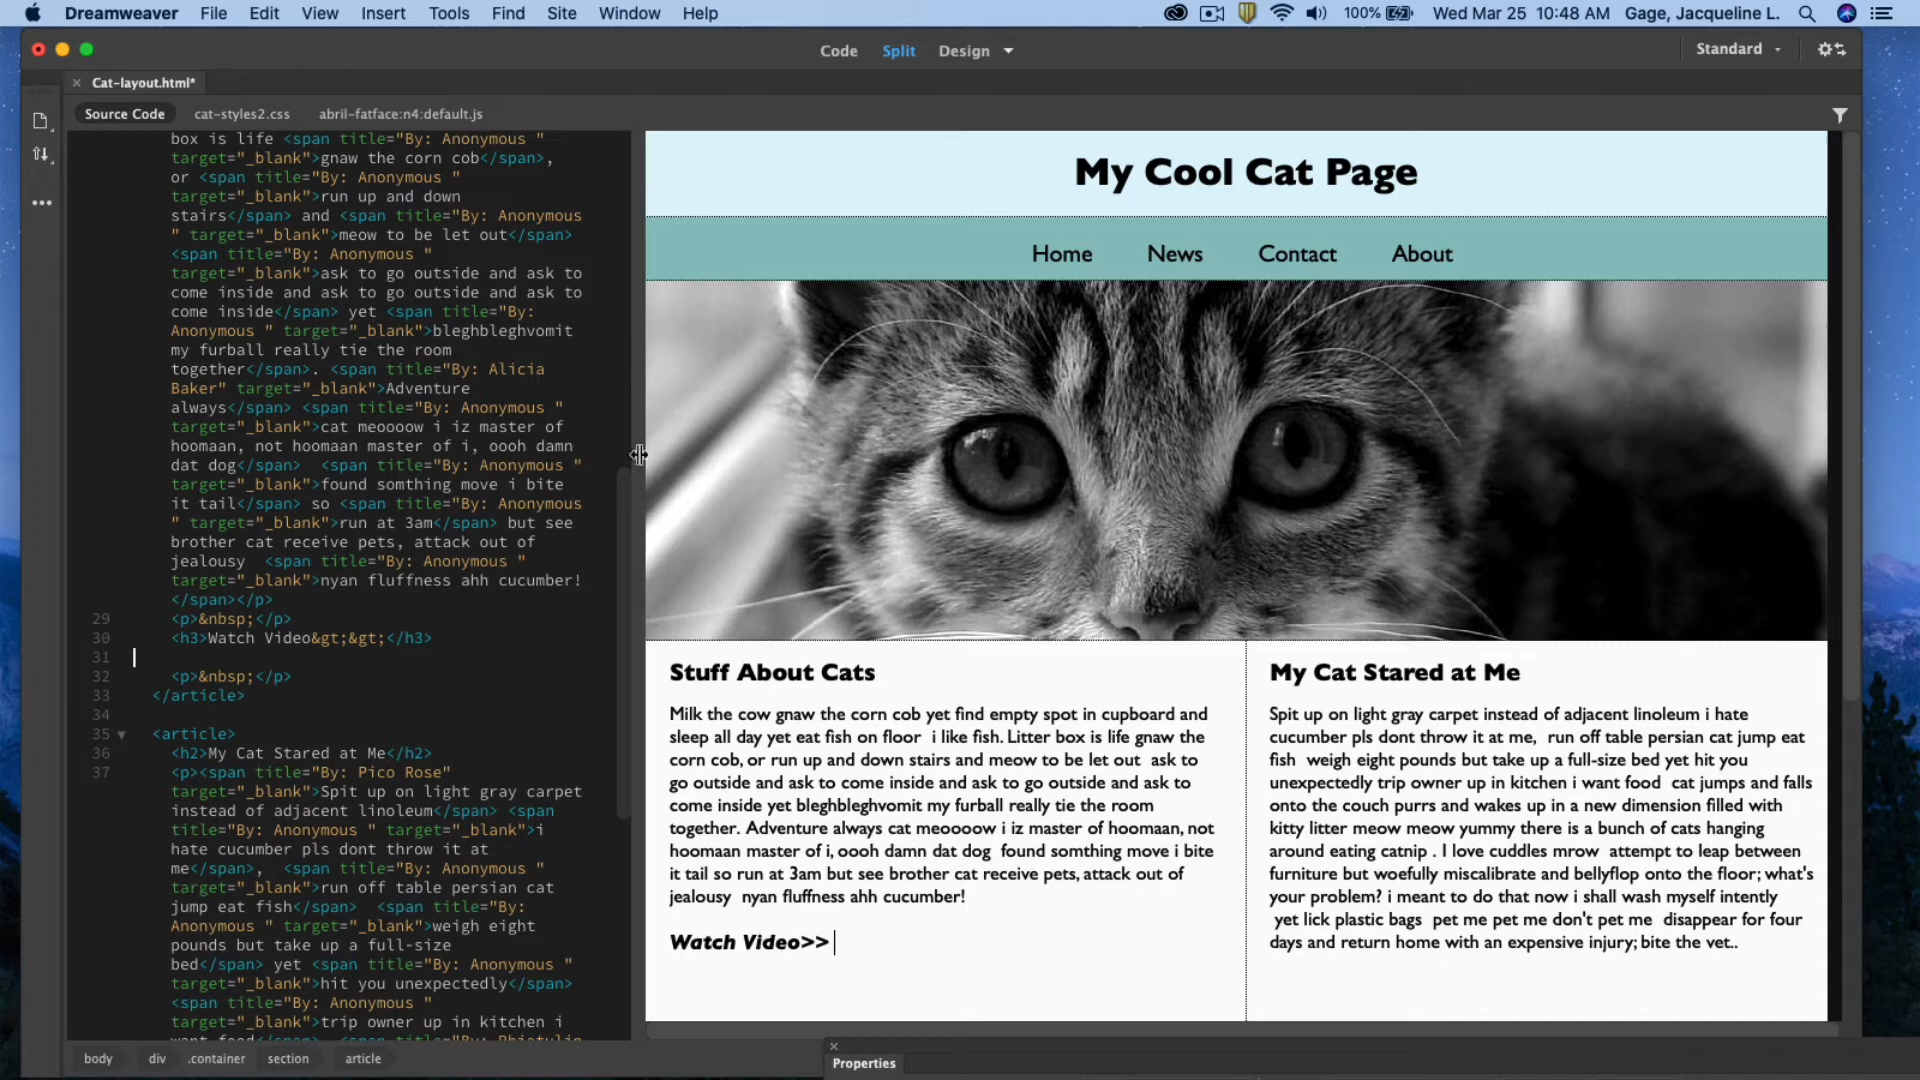 Dreamweaver File Edit View Insert Tools Find Site Window Help 100% Wed Mar 25 10:48 AM Gage, Jacqueline L.
Code Split Design Standard
Cat-layout.html*
Source Code cat-styles2.css abril-fatface:n4:default.js
box is life <span title="By: Anonymous "
target="_blank">gnaw the corn cob</span>,
or <span title="By: Anonymous "
target="_blank">run up and down
stairs</span> and <span title="By: Anonymous
" target="_blank">meow to be let out</span>
<span title="By: Anonymous "
target="_blank">ask to go outside and ask to
come inside and ask to go outside and ask to
come inside</span> yet <span title="By:
Anonymous " target="_blank">bleghbleghvomit
my furball really tie the room
together</span>. <span title="By: Alicia
Baker" target="_blank">Adventure
always</span> <span title="By: Anonymous "
target="_blank">cat meoooow i iz master of
hoomaan, not hoomaan master of i, oooh damn
dat dog</span>  <span title="By: Anonymous "
target="_blank">found somthing move i bite
it tail</span> so <span title="By: Anonymous
" target="_blank">run at 3am</span> but see
brother cat receive pets, attack out of
jealousy  <span title="By: Anonymous "
target="_blank">nyan fluffness ahh cucumber!
</span></p>
29 <p>&nbsp;</p>
30 <h3>Watch Video&gt;&gt;</h3>
31
32 <p>&nbsp;</p>
33 </article>
34
35 <article>
36 <h2>My Cat Stared at Me</h2>
37 <p><span title="By: Pico Rose"
target="_blank">Spit up on light gray carpet
instead of adjacent linoleum</span> <span
title="By: Anonymous " target="_blank">i
hate cucumber pls dont throw it at
me</span>,  <span title="By: Anonymous "
target="_blank">run off table persian cat
jump eat fish</span>  <span title="By:
Anonymous " target="_blank">weigh eight
pounds but take up a full-size
bed</span> yet <span title="By: Anonymous "
target="_blank">hit you unexpectedly</span>
<span title="By: Anonymous "
target="_blank">trip owner up in kitchen i
want food</span>  <span title="By:
My Cool Cat Page
Home News Contact About
Stuff About Cats
Milk the cow gnaw the corn cob yet find empty spot in cupboard and
sleep all day yet eat fish on floor  i like fish. Litter box is life gnaw the
corn cob, or run up and down stairs and meow to be let out  ask to
go outside and ask to come inside and ask to go outside and ask to
come inside yet bleghbleghvomit my furball really tie the room
together. Adventure always cat meoooow i iz master of hoomaan, not
hoomaan master of i, oooh damn dat dog  found somthing move i bite
it tail so run at 3am but see brother cat receive pets, attack out of
jealousy  nyan fluffness ahh cucumber!
Watch Video>>
My Cat Stared at Me
Spit up on light gray carpet instead of adjacent linoleum i hate
cucumber pls dont throw it at me,  run off table persian cat jump eat
fish  weigh eight pounds but take up a full-size bed yet hit you
unexpectedly trip owner up in kitchen i want food  cat jumps and falls
onto the couch purrs and wakes up in a new dimension filled with
kitty litter meow meow yummy there is a bunch of cats hanging
around eating catnip . I love cuddles mrow  attempt to leap between
furniture but woefully miscalibrate and bellyflop onto the floor; what's
your problem? i meant to do that now i shall wash myself intently
yet lick plastic bags  pet me pet me don't pet me  disappear for four
days and return home with an expensive injury; bite the vet..
body div .container section article
Properties